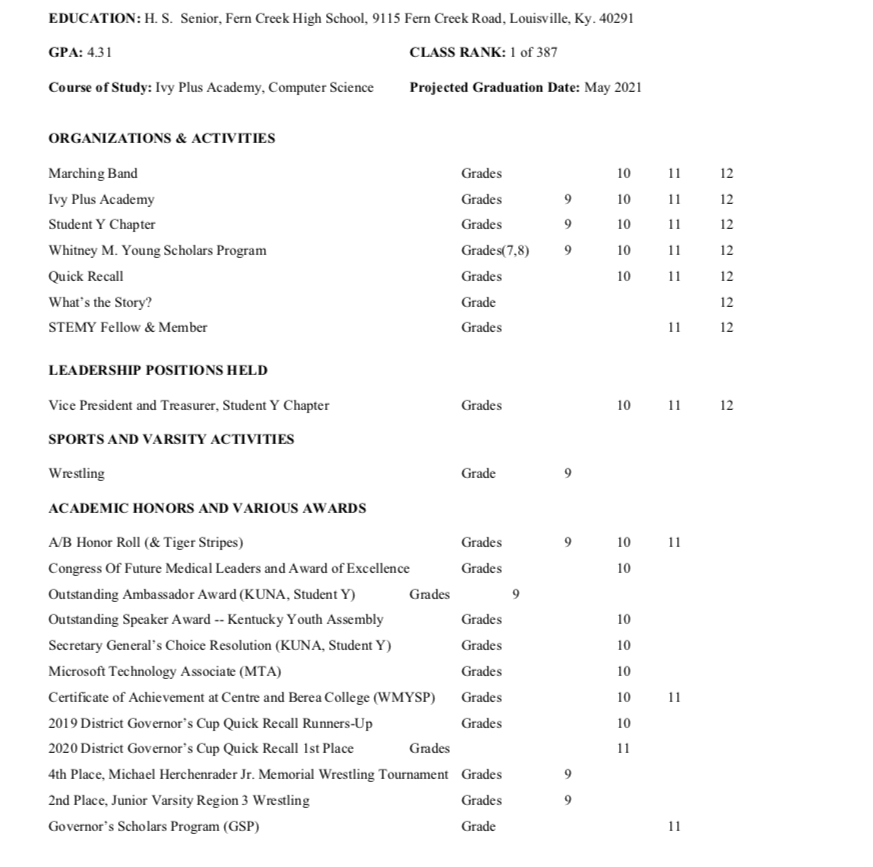 EDUCATION: H. S. Senior, Fern Creek High School, 9115 Fern Creek Road, Louisville, Ky. 40291
GPA: 4.31 CLASS RANK: 1 of 387
Course of Study: Ivy Plus Academy, Computer Science Projected Graduation Date: May 2021
ORGANIZATIONS & ACTIVITIES
Marching Band Grades 10 11 12
Ivy Plus Academy Grades 9 10 11 12
Student Y Chapter Grades 9 10 11 12
Whitney M. Young Scholars Program Grades(7,8) 9 10 11 12
Quick Recall Grades 10 11 12
What's the Story? Grade 12
STEMY Fellow & Member Grades 11 12
LEADERSHIP POSITIONS HELD
Vice President and Treasurer, Student Y Chapter Grades 10 11 12
SPORTS AND VARSITY ACTIVITIES
Wrestling Grade 9
ACADEMIC HONORS AND VARIOUS AWARDS
A/B Honor Roll (& Tiger Stripes) Grades 9 10 11
Congress Of Future Medical Leaders and Award of Excellence Grades 10
Outstanding Ambassador Award (KUNA, Student Y) Grades 9
Outstanding Speaker Award -- Kentucky Youth Assembly Grades 10
Secretary General's Choice Resolution (KUNA, Student Y) Grades 10
Microsoft Technology Associate (MTA) Grades 10
Certificate of Achievement at Centre and Berea College (WMYSP) Grades 10 11
2019 District Governor's Cup Quick Recall Runners-Up Grades 10
2020 District Governor's Cup Quick Recall 1st Place Grades 11
4th Place, Michael Herchenrader Jr. Memorial Wrestling Tournament Grades 9
2nd Place, Junior Varsity Region 3 Wrestling Grades 9
Governor's Scholars Program (GSP) Grade 11